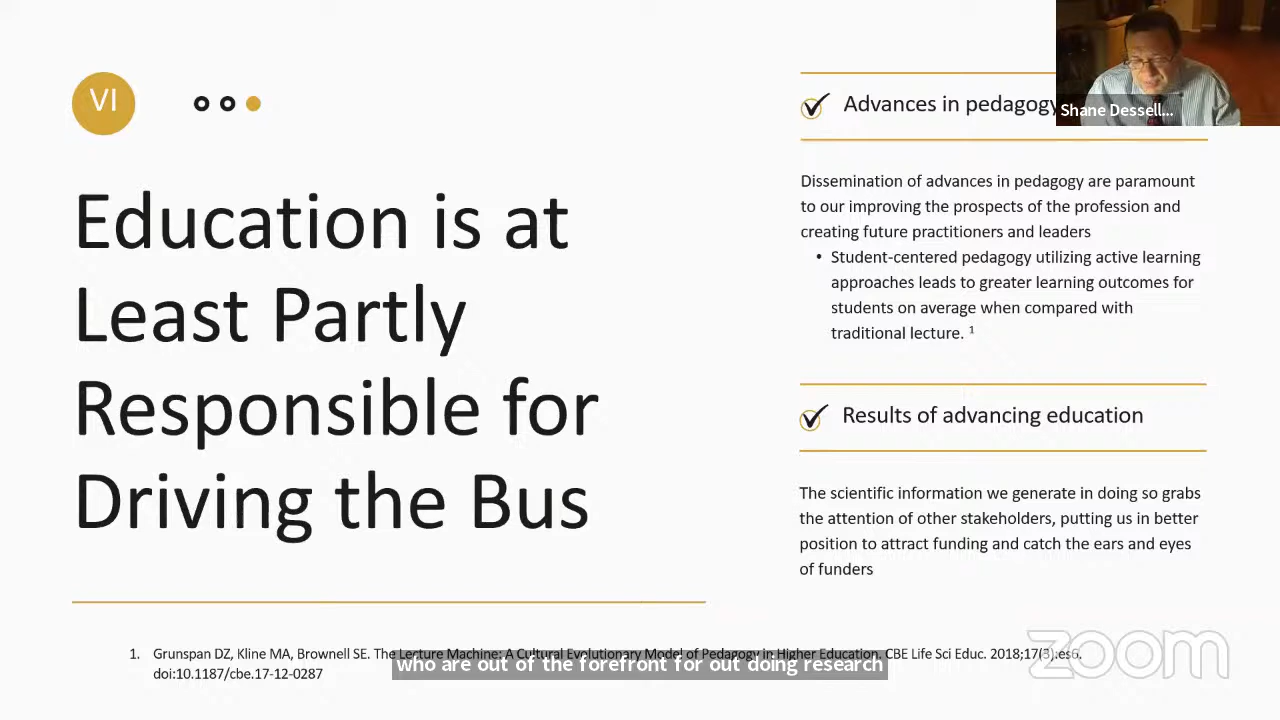 VI
Education is at
Least Partly
Responsible for
Driving the Bus
Advances in pedagogy
Shane Dessell...
Dissemination of advances in pedagogy are paramount
to our improving the prospects of the profession and
creating future practitioners and leaders
• Student-centered pedagogy utilizing active learning
approaches leads to greater learning outcomes for
students on average when compared with
traditional lecture. 1
Results of advancing education
The scientific information we generate in doing so grabs
the attention of other stakeholders, putting us in better
position to attract funding and catch the ears and eyes
of funders
1. Grunspan DZ, Kline MA, Brownell SE. The Lecture Machine: A Cultural Evolutionary Model of Pedagogy in Higher Education. CBE Life Sci Educ. 2018;17(3):es6.
doi:10.1187/cbe.17-12-0287
who are out of the forefront for out doing research
zoom